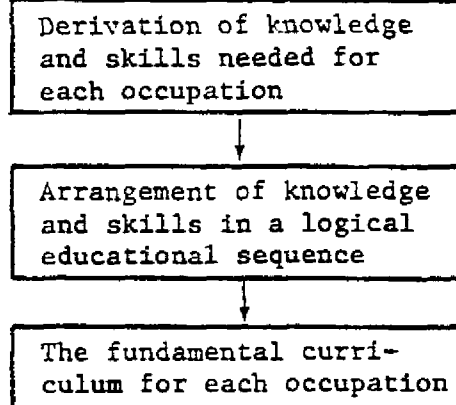 Derivation of knowledge
and skills needed for
each occupation
Arrangement of knowledge
and skills in a logical
educational sequence
The fundamental curri-
culum for each occupation